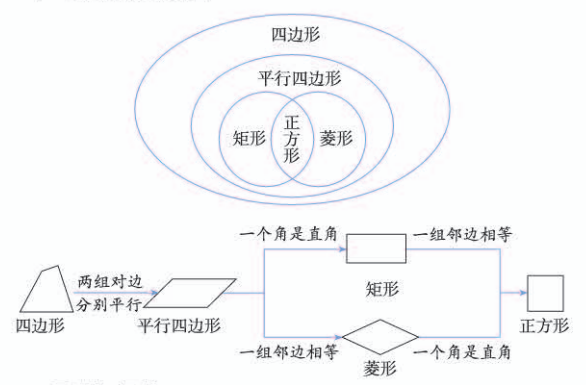 四边形
平行四边形
矩形
正方形
菱形
一个角是直角
一组邻边相等
两组对边
分别平行
矩形
四边形
平行四边形
正方形
一组邻边相等
一个角是直角
菱形